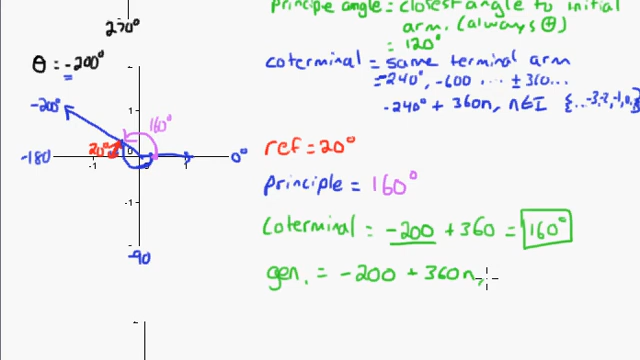 principle angle = closest angle to initial
arm. (always ⊕)
= 120°
270°
θ = -200°
coterminal = same terminal arm
= -240°, -600 ... ± 360...
-240° + 360n, n∈I {...-3,-2,-1,0,
-200°
1
160°
20°
0
-180
-1
1
0°
ref = 20°
principle = 160°
-1
coterminal = -200 + 360 = 160°
-90
gen. = -200 + 360n,